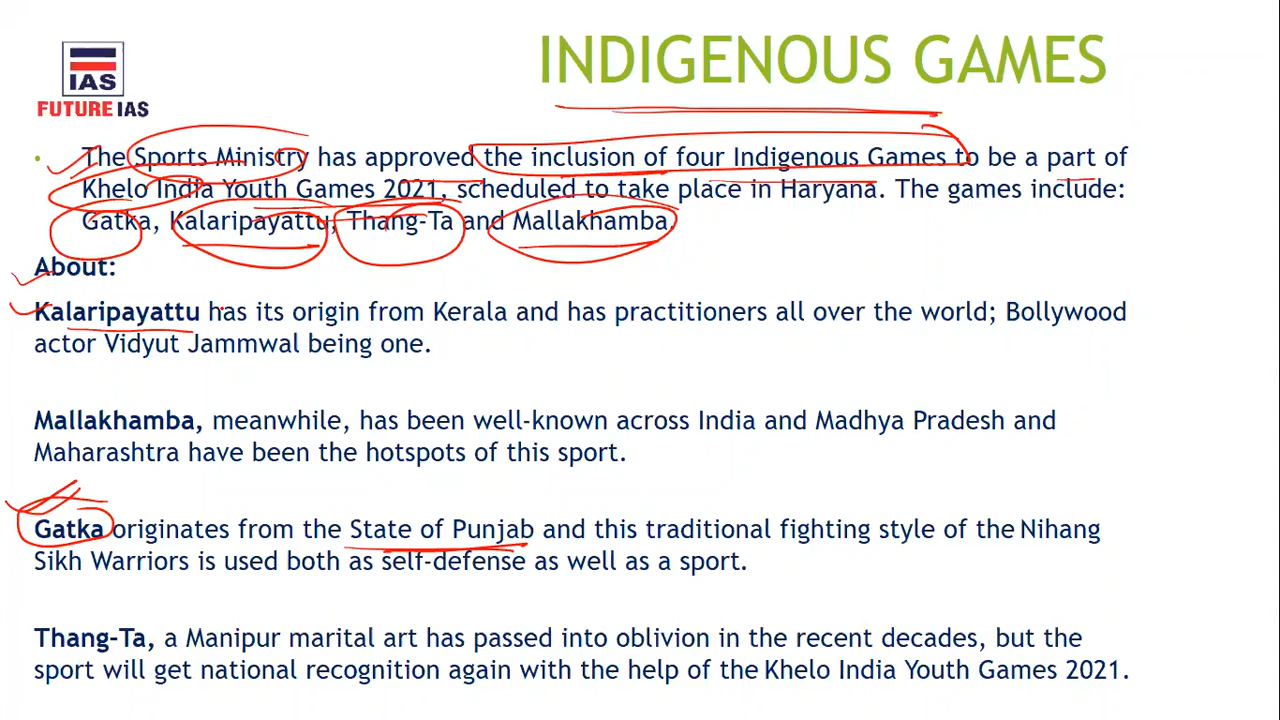 INDIGENOUS GAMES
IAS
FUTURE IAS
• The Sports Ministry has approved the inclusion of four Indigenous Games to be a part of
Khelo India Youth Games 2021, scheduled to take place in Haryana. The games include:
Gatka, Kalaripayattu, Thang-Ta and Mallakhamba.
About:
Kalaripayattu has its origin from Kerala and has practitioners all over the world; Bollywood
actor Vidyut Jammwal being one.
Mallakhamba, meanwhile, has been well-known across India and Madhya Pradesh and
Maharashtra have been the hotspots of this sport.
Gatka originates from the State of Punjab and this traditional fighting style of the Nihang
Sikh Warriors is used both as self-defense as well as a sport.
Thang-Ta, a Manipur marital art has passed into oblivion in the recent decades, but the
sport will get national recognition again with the help of the Khelo India Youth Games 2021.